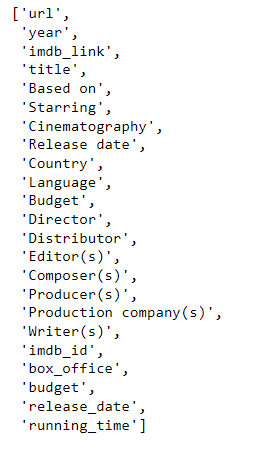 ['url',
'year',
'imdb_link',
'title',
'Based on',
'Starring',
'Cinematography',
'Release date',
'Country',
'Language',
'Budget',
'Director',
'Distributor',
'Editor(s)',
'Composer(s)',
'Producer(s)',
'Production company(s)',
'Writer(s)',
'imdb_id',
'box_office',
'budget',
'release_date',
'running_time']